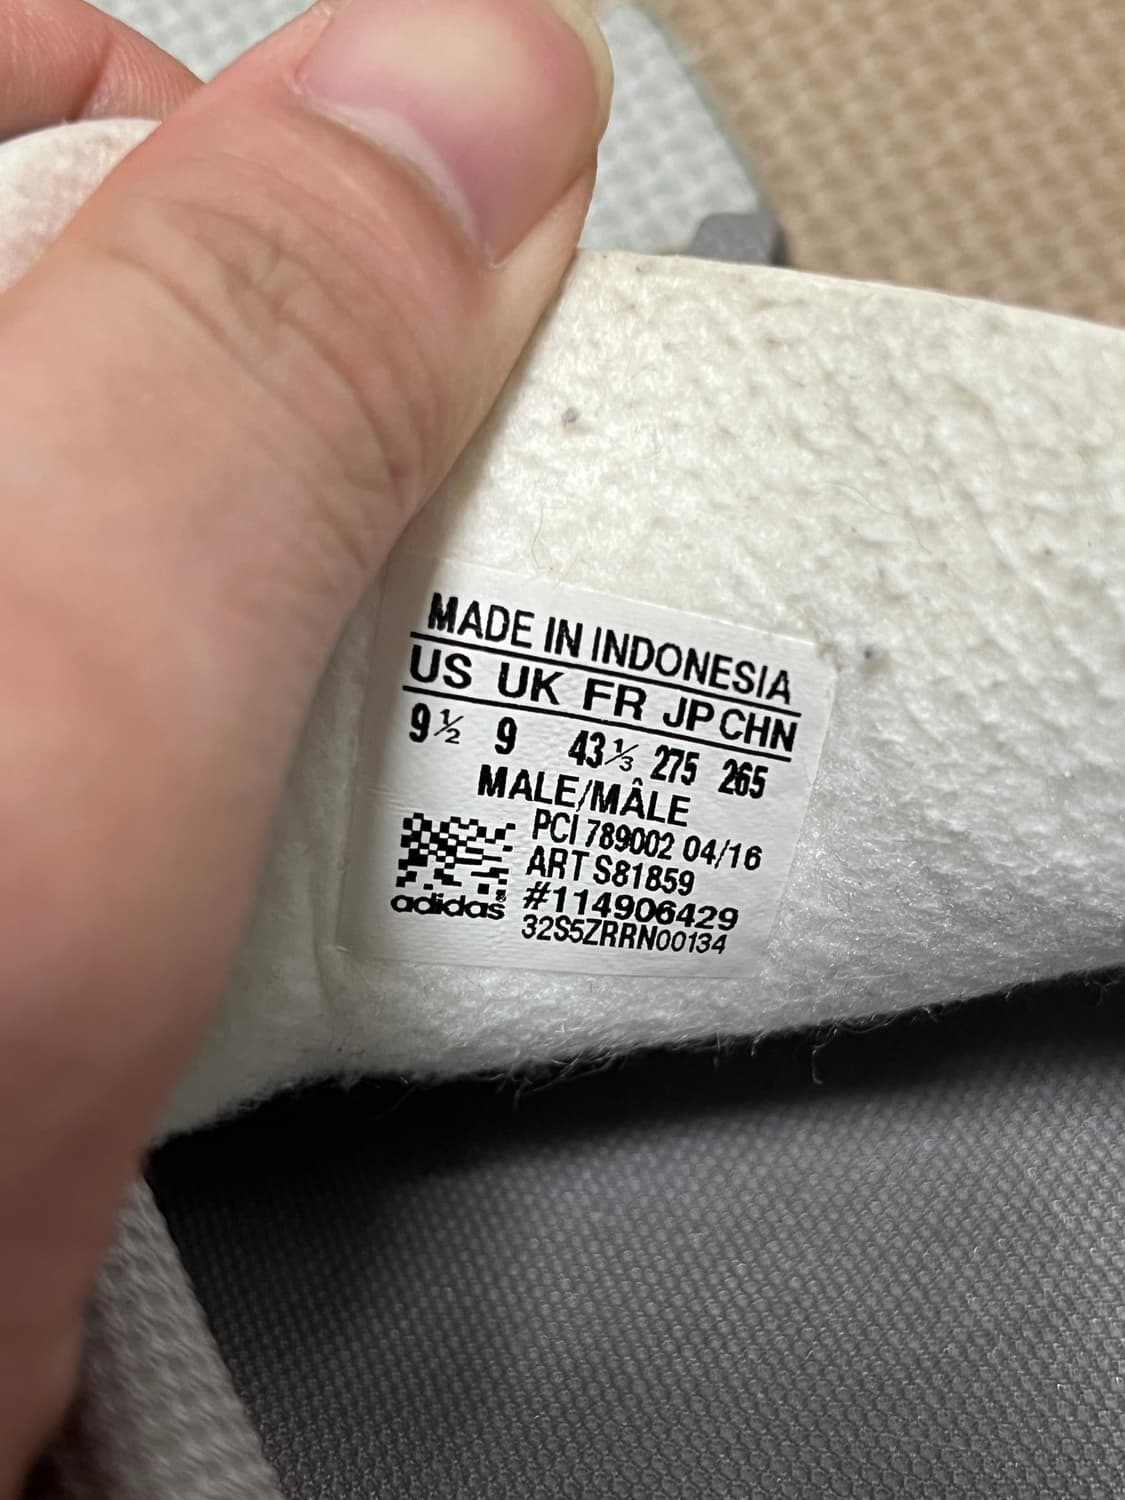 MADE IN INDONESIA
US UK FR JP CHN
9½ 9 43⅓ 275 265
MALE/MÂLE
PCI 789002 04/16
ART S81859
adidas® #114906429
32S5ZRRN00134